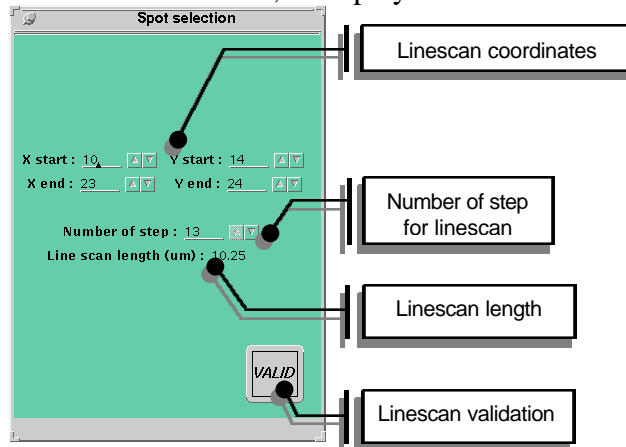 Spot selection
Linescan coordinates
X start : 10 Y start : 14
X end : 23 Y end : 24
Number of step
for linescan
Number of step : 13
Line scan length (um) : 10.25
Linescan length
VALID
Linescan validation